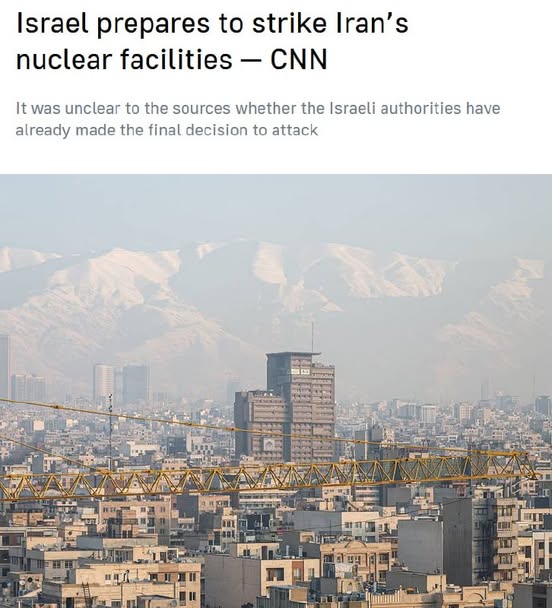 Israel prepares to strike Iran’s
nuclear facilities — CNN
It was unclear to the sources whether the Israeli authorities have
already made the final decision to attack